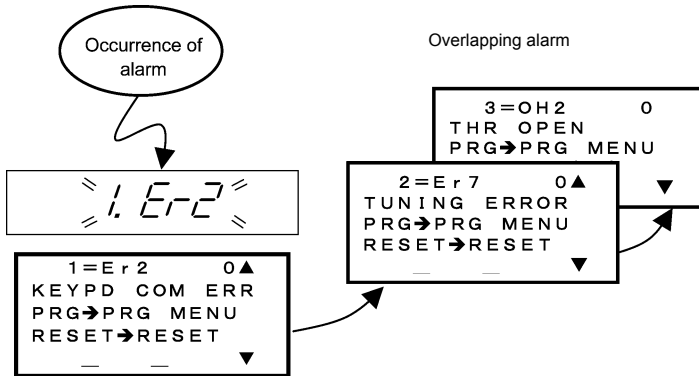 Occurrence of
alarm
Overlapping alarm
3=OH2 0
THR OPEN
PRG➔PRG MENU
▼
2=Er7 0▲
TUNING ERROR
PRG➔PRG MENU
RESET➔RESET
_ _ ▼
1. Er2
1=Er2 0▲
KEYPD COM ERR
PRG➔PRG MENU
RESET➔RESET
_ _ ▼